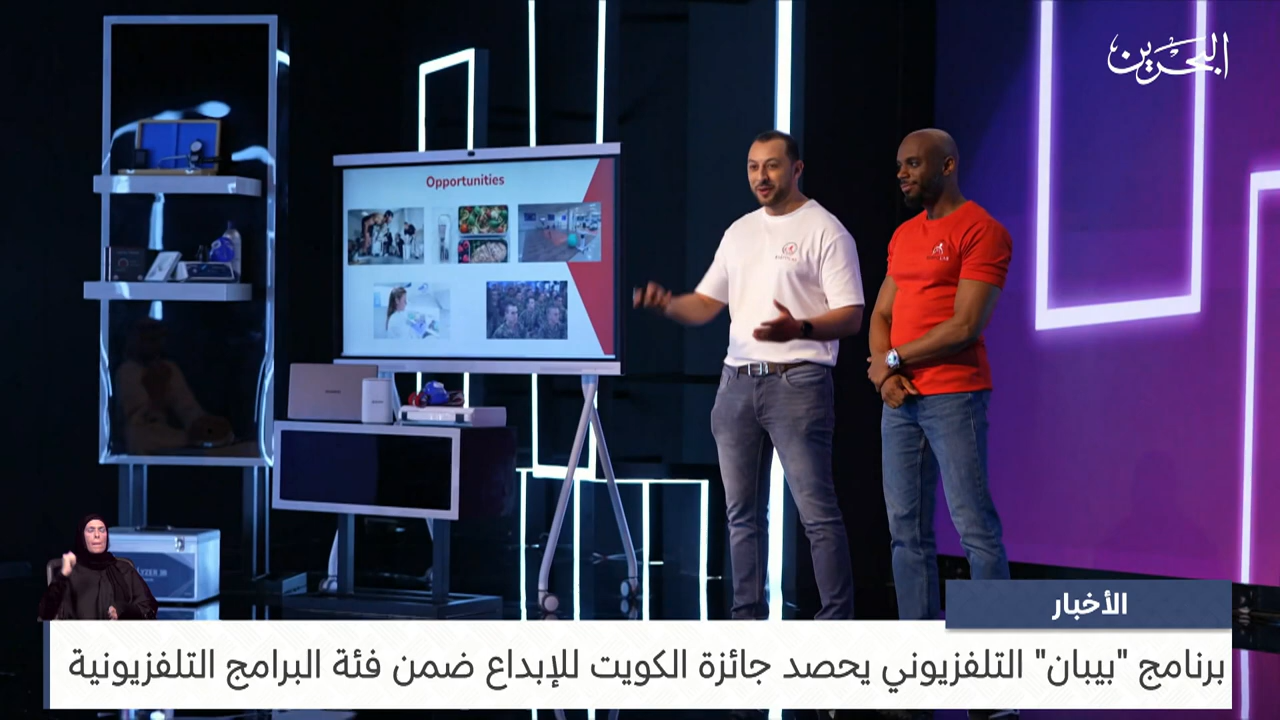 البحرين
Opportunities
الأخبار
برنامج "بيبان" التلفزيوني يحصد جائزة الكويت للإبداع ضمن فئة البرامج التلفزيونية